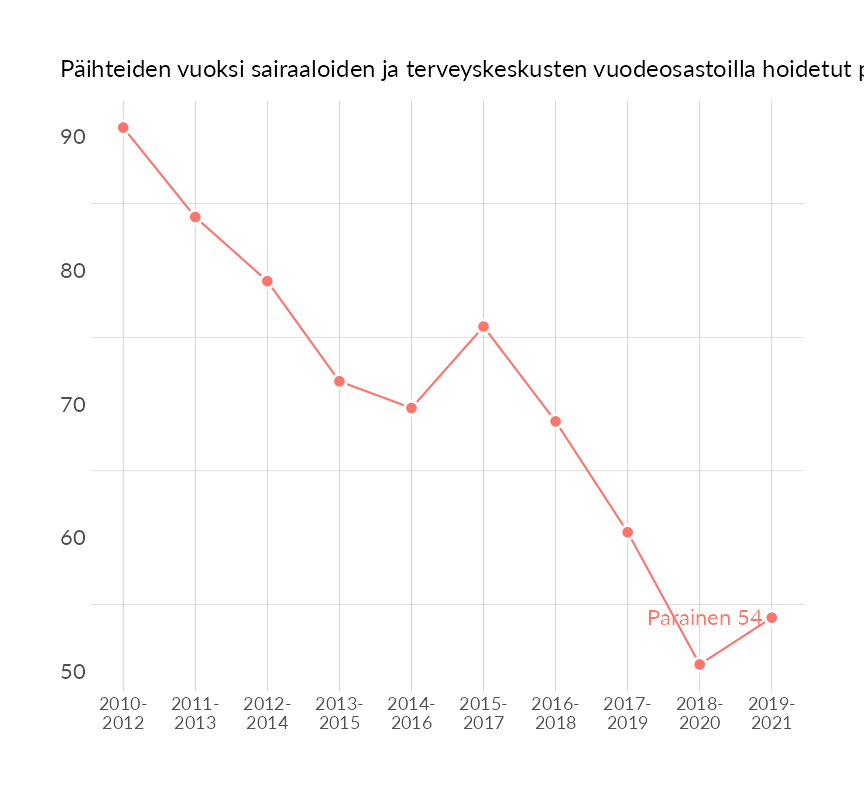 Päihteiden vuoksi sairaaloiden ja terveyskeskusten vuodeosastoilla hoidetut
90
80
70
60
50
Parainen 54
2010- 2011- 2012- 2013- 2014- 2015- 2016- 2017- 2018- 2019-
2012 2013 2014 2015 2016 2017 2018 2019 2020 2021